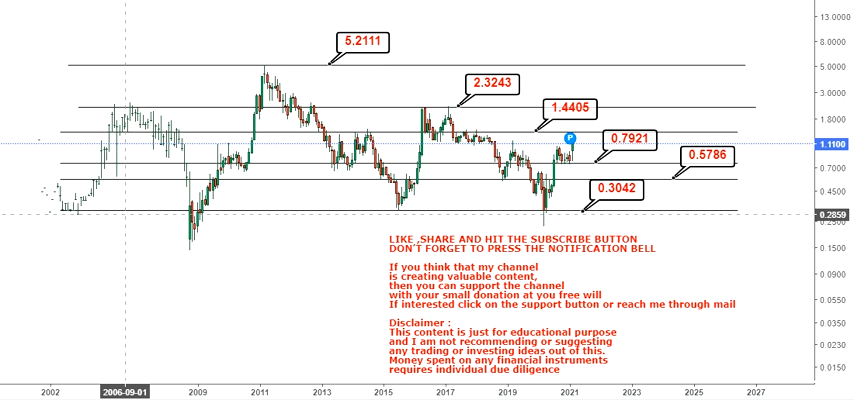 13.0000
8.0000
5.2111
5.0000
2.3243
3.0000
1.4405
1.8000
P
0.7921
1.1100
0.5786
0.7000
0.3042
0.4500
0.2859
LIKE ,SHARE AND HIT THE SUBSCRIBE BUTTON
DON'T FORGET TO PRESS THE NOTIFICATION BELL
0.1500
If you think that my channel
is creating valuable content,
0.0900
then you can support the channel
with your small donation at you free will
0.0550
If interested click on the support button or reach me through mail
0.0350
Disclaimer :
This content is just for educational purpose
and I am not recommending or suggesting
0.0230
any trading or investing ideas out of this.
Money spent on any financial instruments
0.0150
requires individual due diligence
2002 2006-09-01 2009 2011 2013 2015 2017 2019 2021 2023 2025 2027